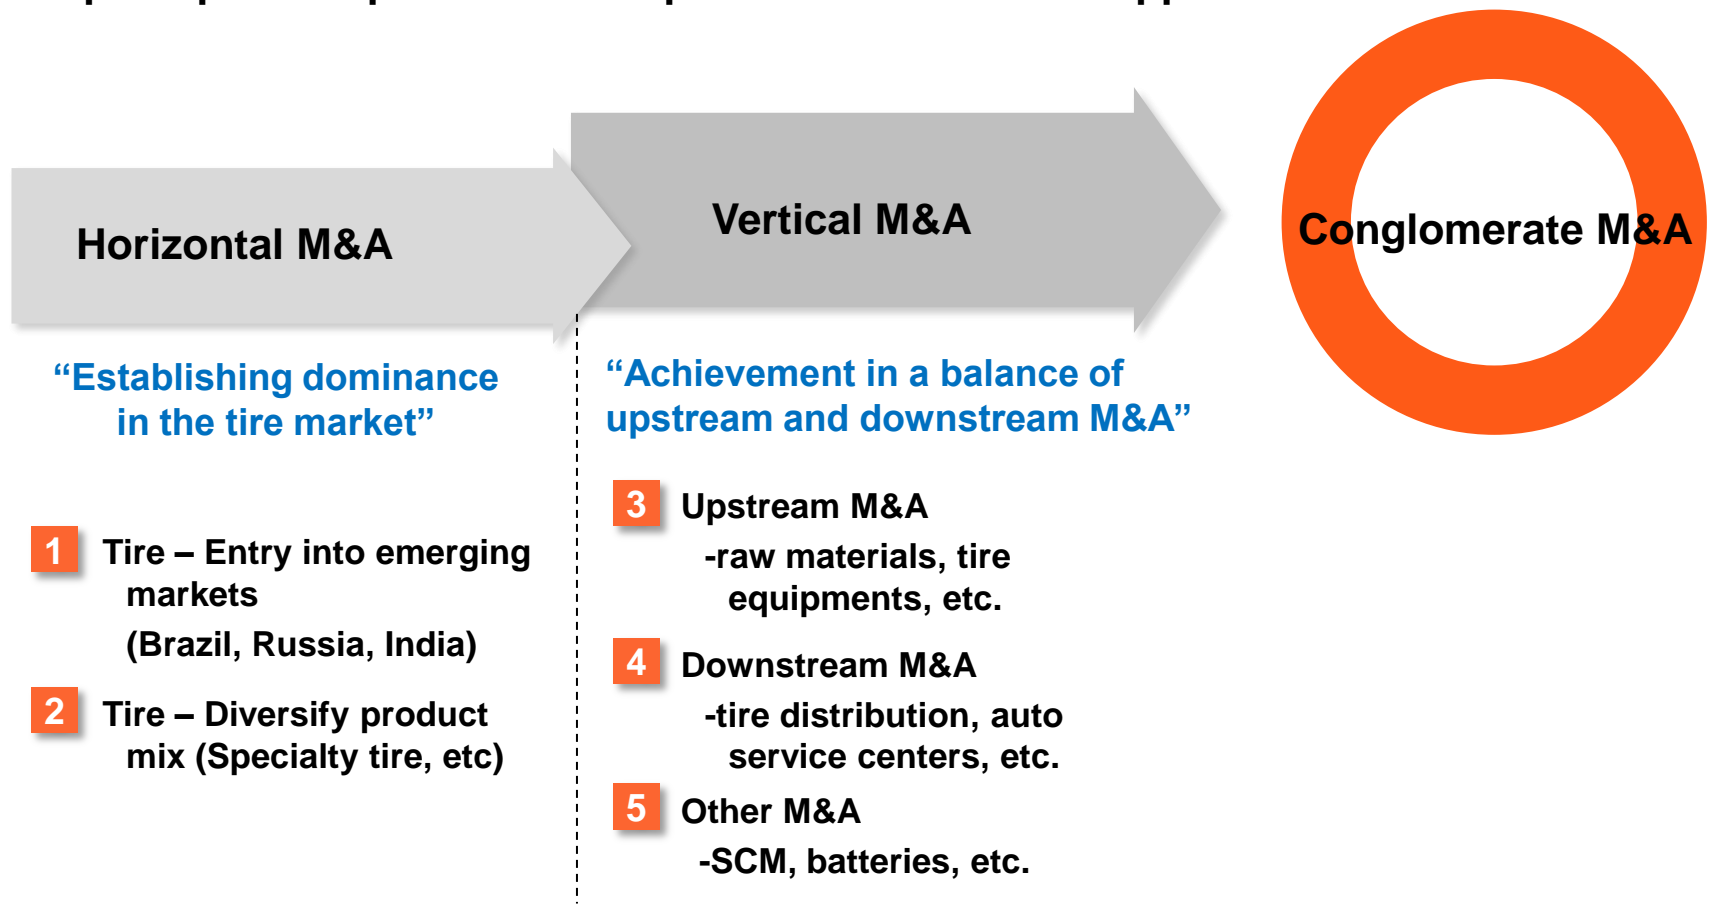 Horizontal M&A
Vertical M&A
Conglomerate M&A
“Establishing dominance
in the tire market”
1 Tire – Entry into emerging
markets
(Brazil, Russia, India)
2 Tire – Diversify product
mix (Specialty tire, etc)
“Achievement in a balance of
upstream and downstream M&A”
3 Upstream M&A
-raw materials, tire
equipments, etc.
4 Downstream M&A
-tire distribution, auto
service centers, etc.
5 Other M&A
-SCM, batteries, etc.